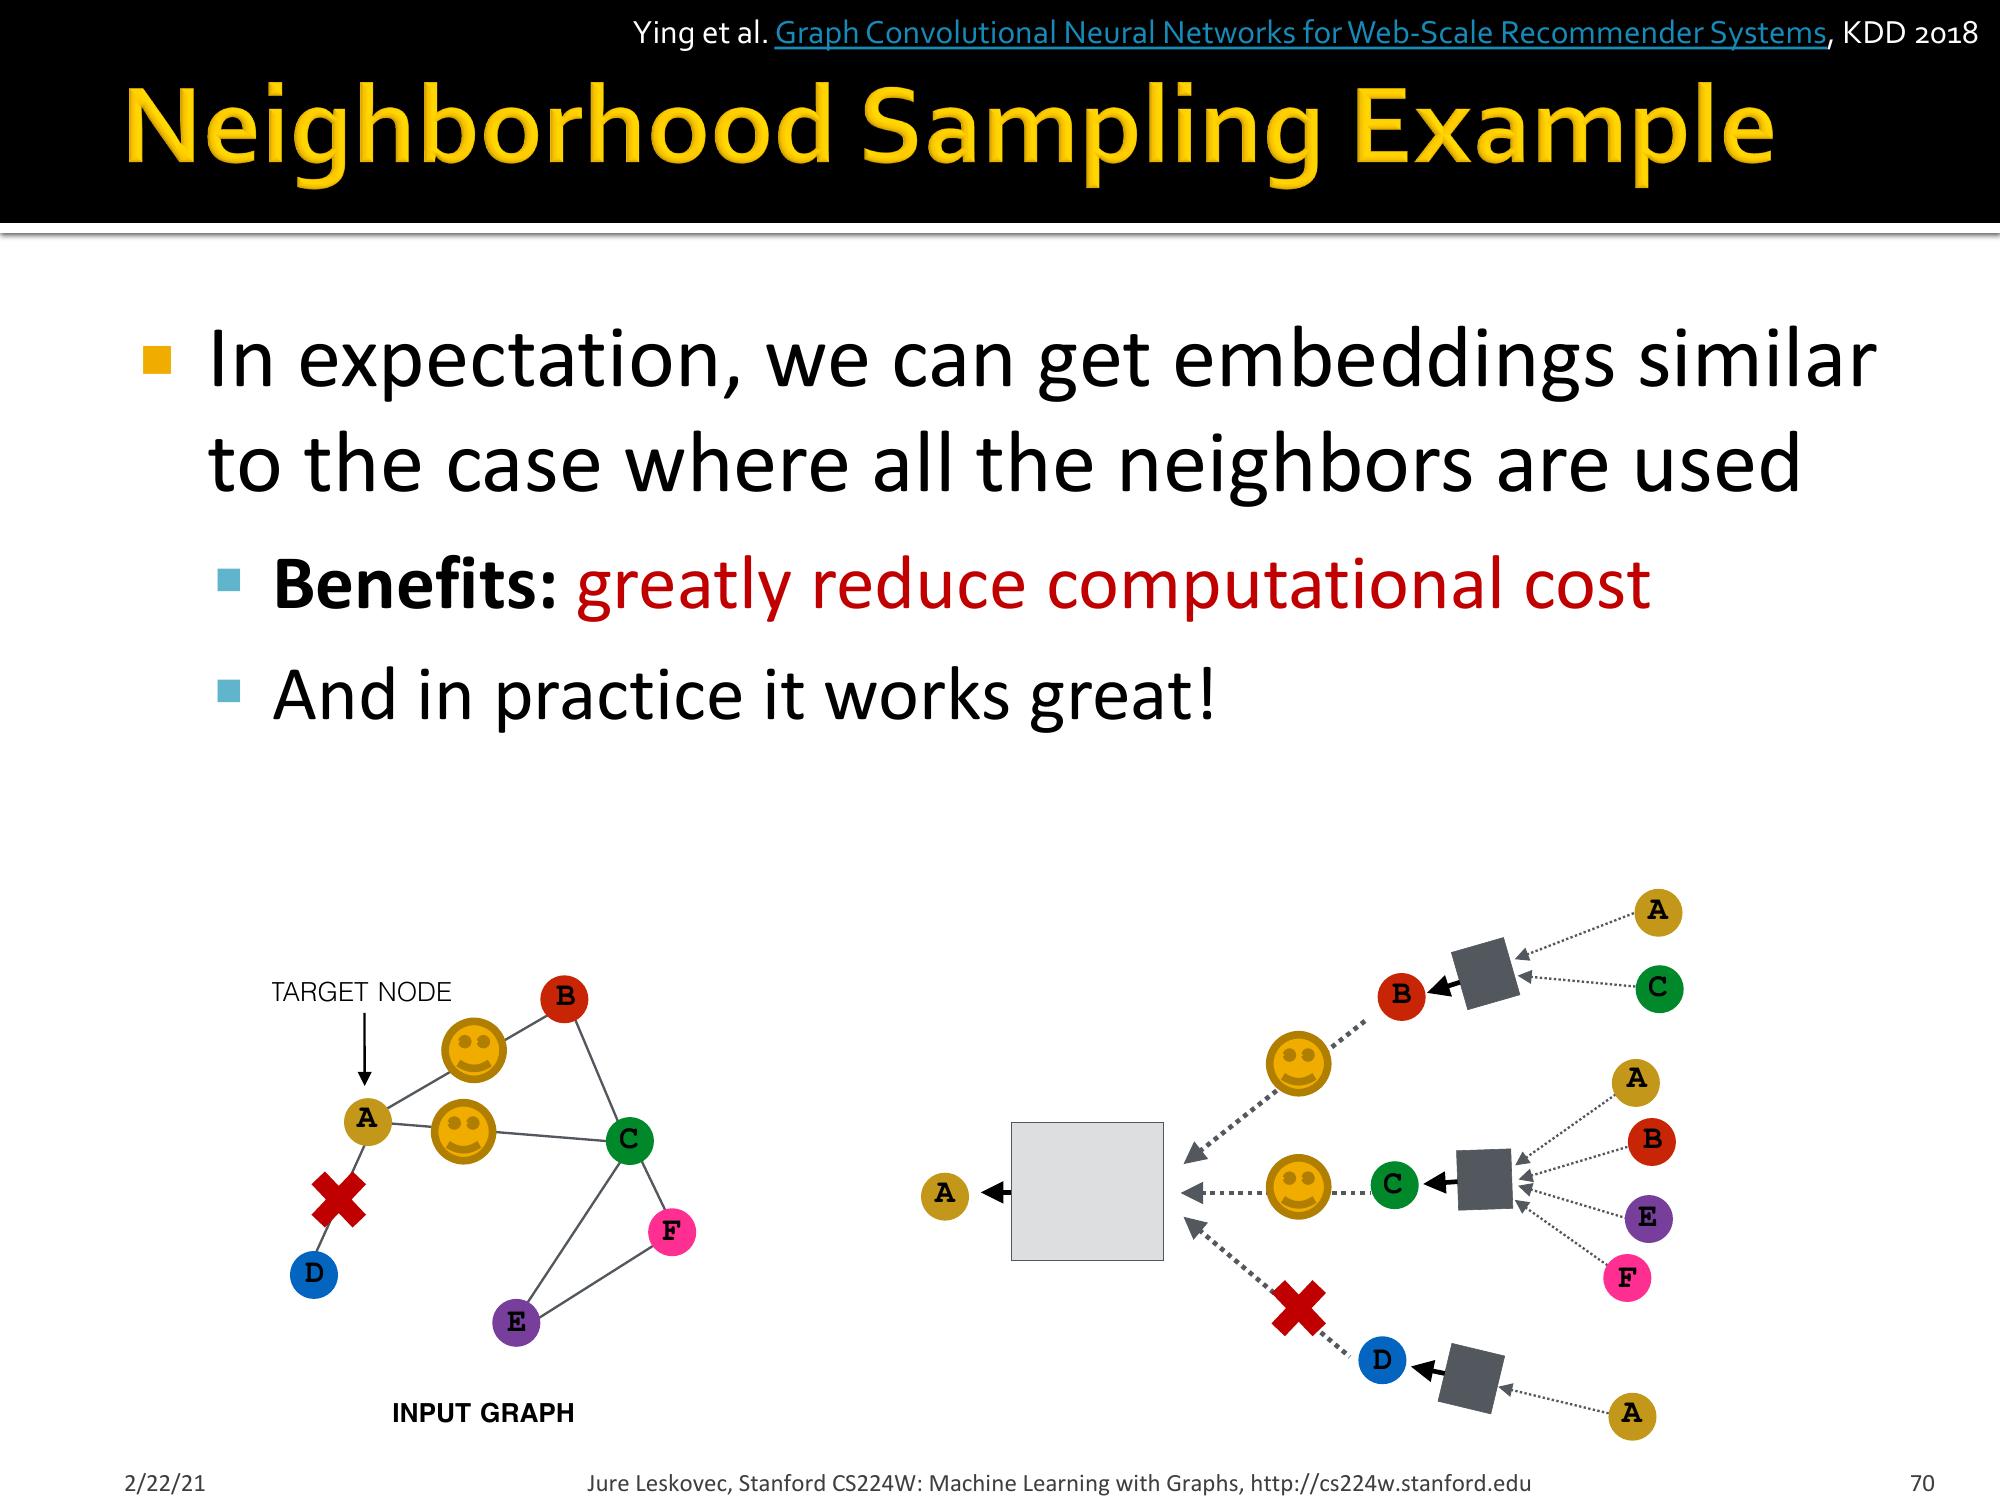 Ying et al. Graph Convolutional Neural Networks for Web-Scale Recommender Systems, KDD 2018
Neighborhood Sampling Example
In expectation, we can get embeddings similar
to the case where all the neighbors are used
Benefits: greatly reduce computational cost
And in practice it works great!
TARGET NODE
B
A
C
F
D
E
INPUT GRAPH
A
B
A
C
C
A
B
E
F
D
A
2/22/21
Jure Leskovec, Stanford CS224W: Machine Learning with Graphs, http://cs224w.stanford.edu
70